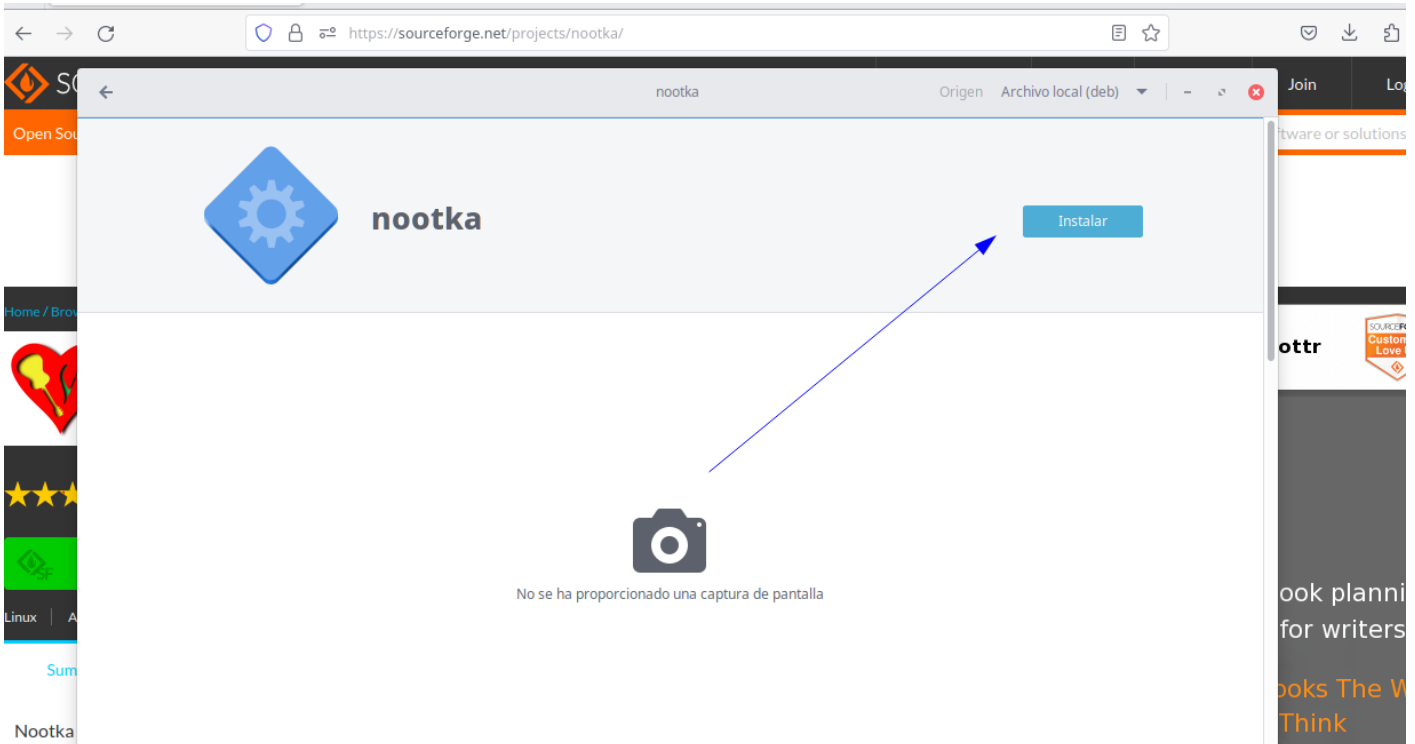 https://sourceforge.net/projects/nootka/
SO
nootka
Origen Archivo local (deb)
Join
Log
Open Sou
ftware or solutions
nootka
Instalar
Home / Brow
ottr
SOURCEFO
Custom
Love
SF
No se ha proporcionado una captura de pantalla
Linux A
ook planni
for writers
Sum
ooks The W
Think
Nootka